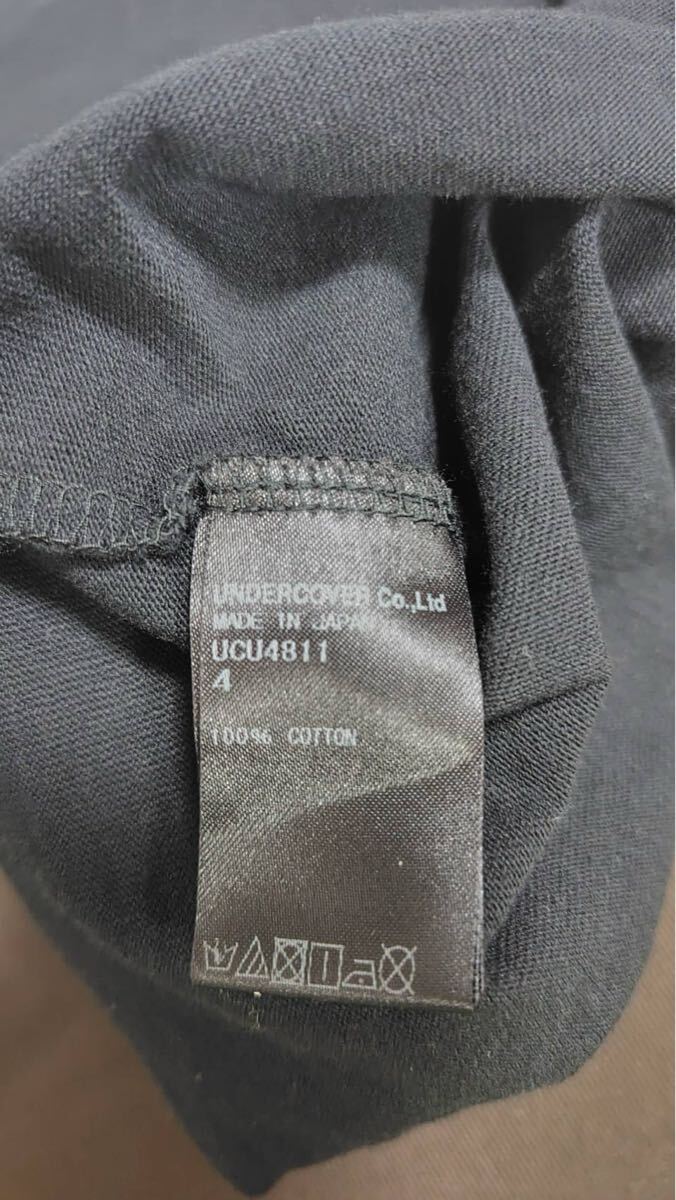 UNDERCOVER Co.,Ltd
MADE IN JAPAN
UCU4811
4
100% COTTON